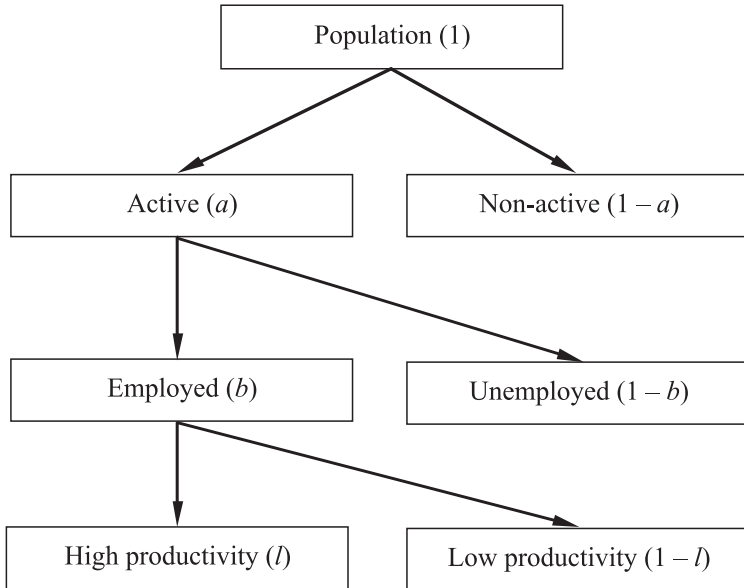 Population (1)
Active (a)
Non-active (1 – a)
Employed (b)
Unemployed (1 – b)
High productivity (l)
Low productivity (1 – l)